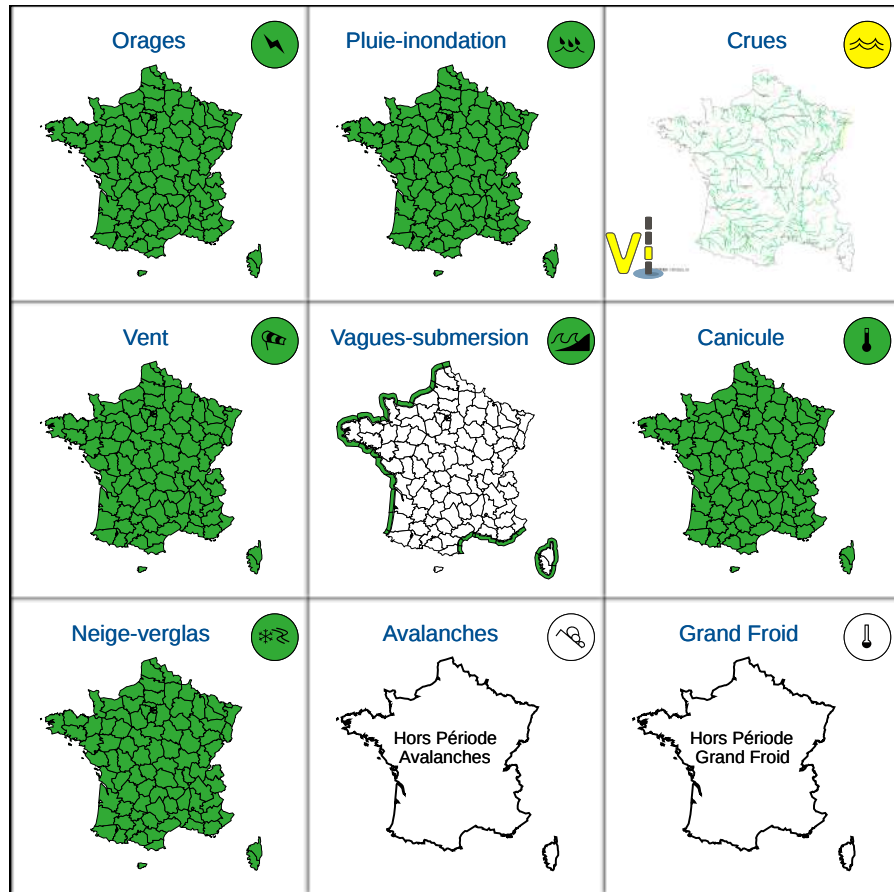 Orages
Pluie-inondation
Crues
Vi
Vent
Vagues-submersion
Canicule
Neige-verglas
Avalanches
Grand Froid
Hors Période
Avalanches
Hors Période
Grand Froid